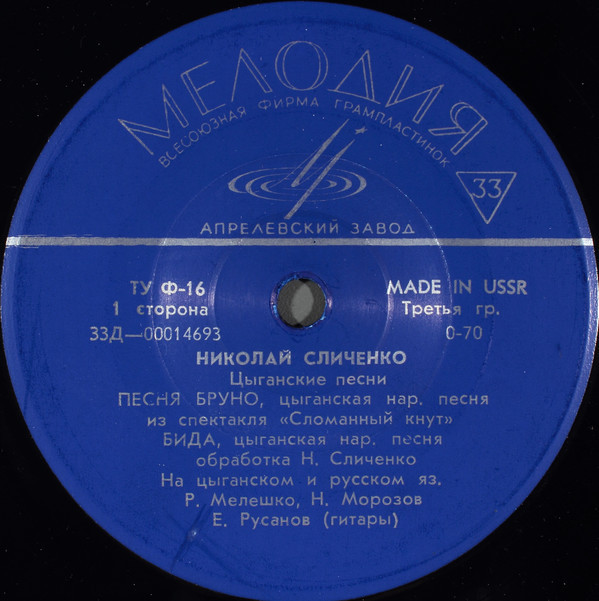 МЕЛОДИЯ
ВСЕСОЮЗНАЯ ФИРМА ГРАМПЛАСТИНОК
33
АПРЕЛЕВСКИЙ ЗАВОД
ТУ Ф-16 MADE IN USSR
1 сторона Третья гр.
33Д—00014693 0-70
НИКОЛАЙ СЛИЧЕНКО
Цыганские песни
ПЕСНЯ БРУНО, цыганская нар. песня
из спектакля «Сломанный кнут»
БИДА, цыганская нар. песня
обработка Н. Сличенко
На цыганском и русском яз.
Р. Мелешко, Н. Морозов
Е. Русанов (гитары)